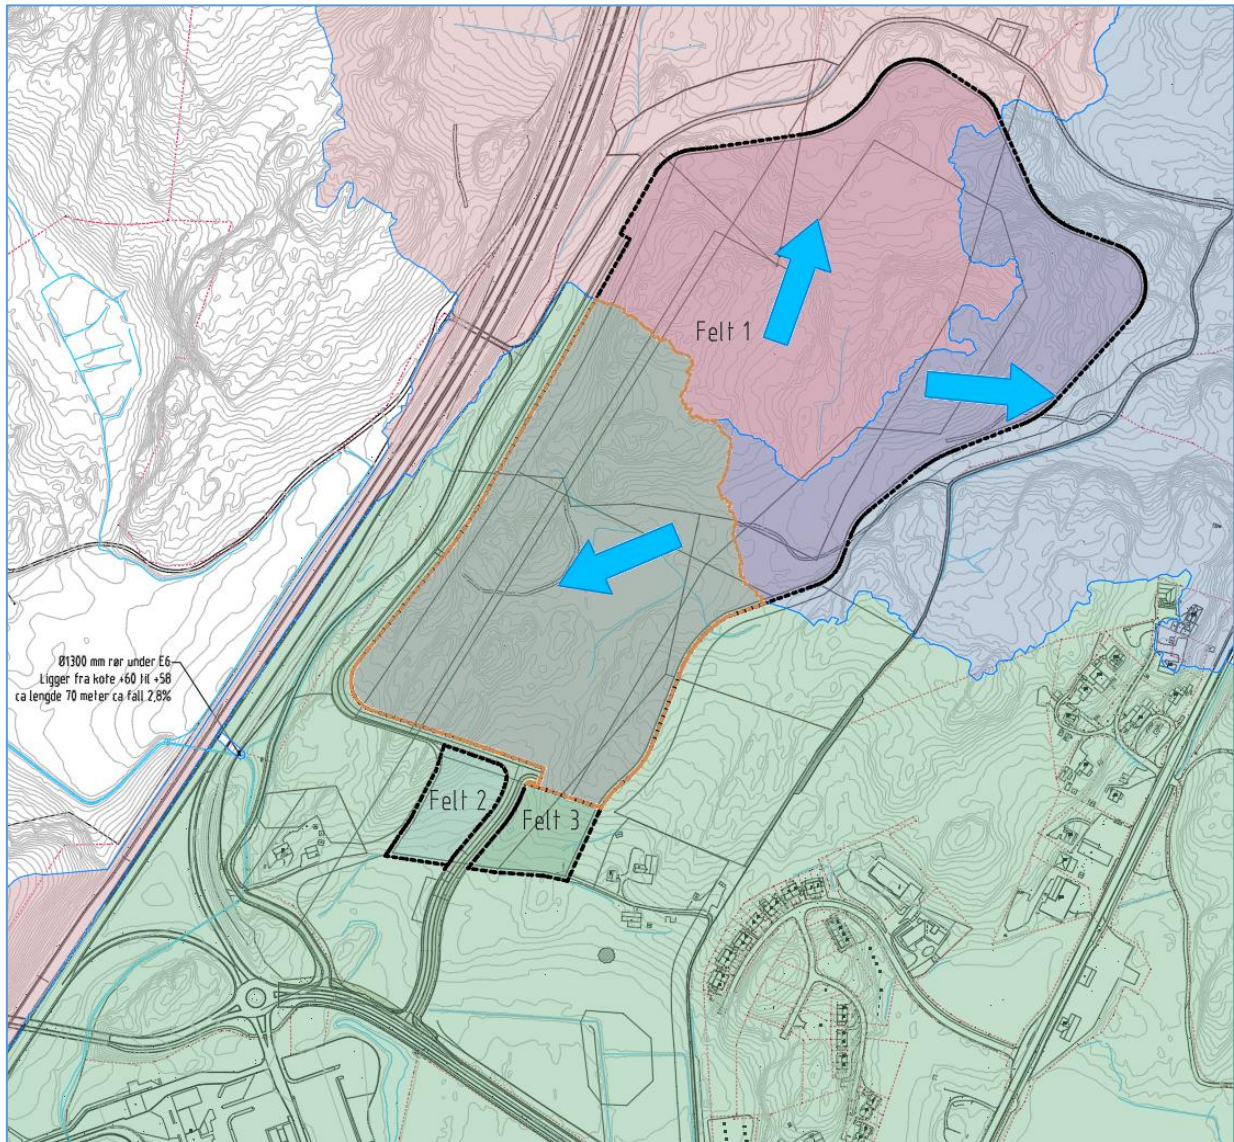 Felt 1
Ø1300 mm rør under E6
Ligger fra kote +60 til +58
ca lengde 70 meter ca fall 2,8%
Felt 2
Felt 3